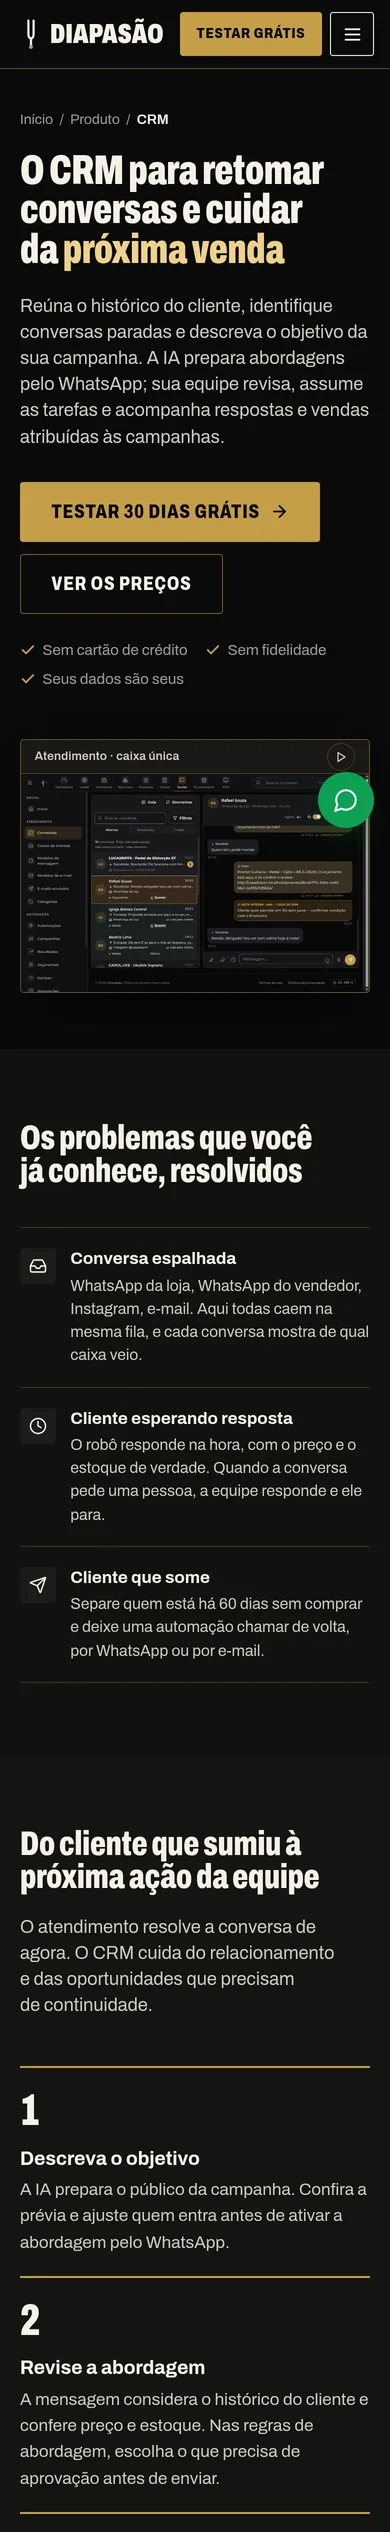 DIAPASÃO
TESTAR GRÁTIS
Início / Produto / CRM
O CRM para retomar
conversas e cuidar
da próxima venda
Reúna o histórico do cliente, identifique
conversas paradas e descreva o objetivo da
sua campanha. A IA prepara abordagens
pelo WhatsApp; sua equipe revisa, assume
as tarefas e acompanha respostas e vendas
atribuídas às campanhas.
TESTAR 30 DIAS GRÁTIS
VER OS PREÇOS
Sem cartão de crédito
Sem fidelidade
Seus dados são seus
Atendimento · caixa única
Conversas
Guia
Sincronizar
Filtros
Rafael Souza
Os problemas que você
já conhece, resolvidos
Conversa espalhada
WhatsApp da loja, WhatsApp do vendedor,
Instagram, e-mail. Aqui todas caem na
mesma fila, e cada conversa mostra de qual
caixa veio.
Cliente esperando resposta
O robô responde na hora, com o preço e o
estoque de verdade. Quando a conversa
pede uma pessoa, a equipe responde e ele
para.
Cliente que some
Separe quem está há 60 dias sem comprar
e deixe uma automação chamar de volta,
por WhatsApp ou por e-mail.
Do cliente que sumiu à
próxima ação da equipe
O atendimento resolve a conversa de
agora. O CRM cuida do relacionamento
e das oportunidades que precisam
de continuidade.
1
Descreva o objetivo
A IA prepara o público da campanha. Confira a
prévia e ajuste quem entra antes de ativar a
abordagem pelo WhatsApp.
2
Revise a abordagem
A mensagem considera o histórico do cliente e
confere preço e estoque. Nas regras de
abordagem, escolha o que precisa de
aprovação antes de enviar.